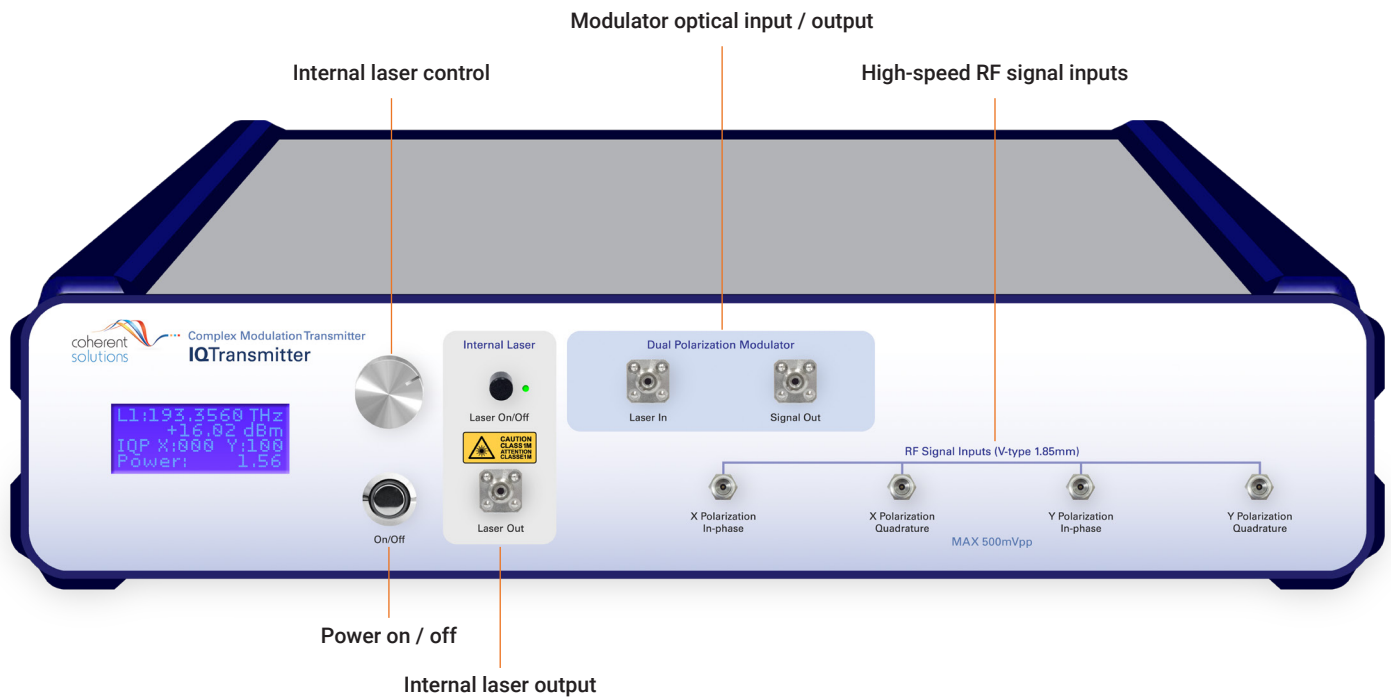 Modulator optical input / output
Internal laser control
High-speed RF signal inputs
coherent
solutions
Complex Modulation Transmitter
IQTransmitter
L1:193.3560 THz
+16.02 dBm
IQP X:000 Y:100
Power: 1.56
On/Off
Internal Laser
Laser On/Off
CAUTION
CLASS 1M
ATTENTION
CLASSE1M
Laser Out
Dual Polarization Modulator
Laser In
Signal Out
RF Signal Inputs (V-type 1.85mm)
X Polarization
In-phase
X Polarization
Quadrature
Y Polarization
In-phase
Y Polarization
Quadrature
MAX 500mVpp
Power on / off
Internal laser output